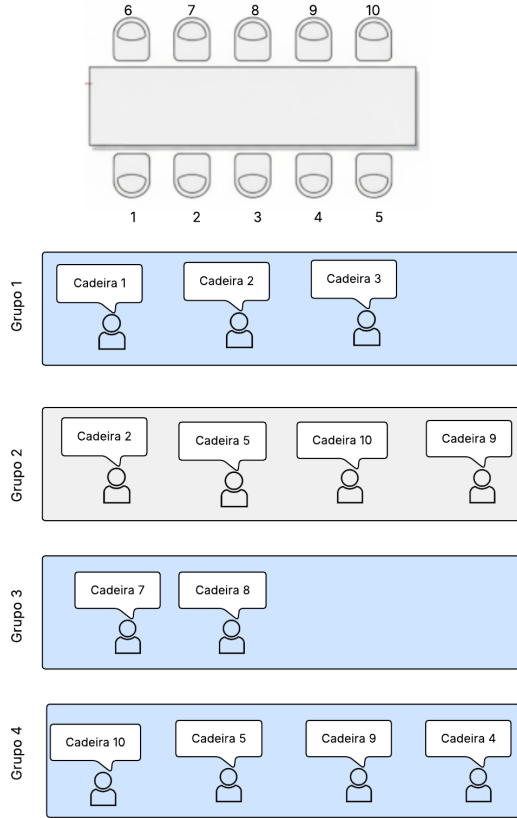 6 7 8 9 10
1 2 3 4 5
Grupo 1
Cadeira 1
Cadeira 2
Cadeira 3
Grupo 2
Cadeira 2
Cadeira 5
Cadeira 10
Cadeira 9
Grupo 3
Cadeira 7
Cadeira 8
Grupo 4
Cadeira 10
Cadeira 5
Cadeira 9
Cadeira 4